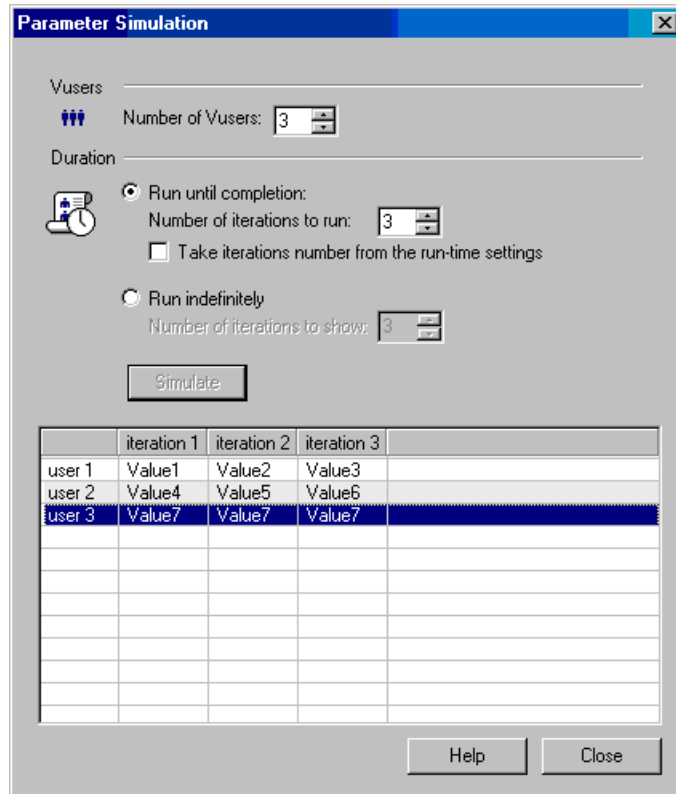 Parameter Simulation
Vusers
Number of Vusers: 3
Duration
Run until completion:
Number of iterations to run: 3
Take iterations number from the run-time settings
Run indefinitely
Number of iterations to show: 3
Simulate
iteration 1 iteration 2 iteration 3
user 1 Value1 Value2 Value3
user 2 Value4 Value5 Value6
user 3 Value7 Value7 Value7
Help Close